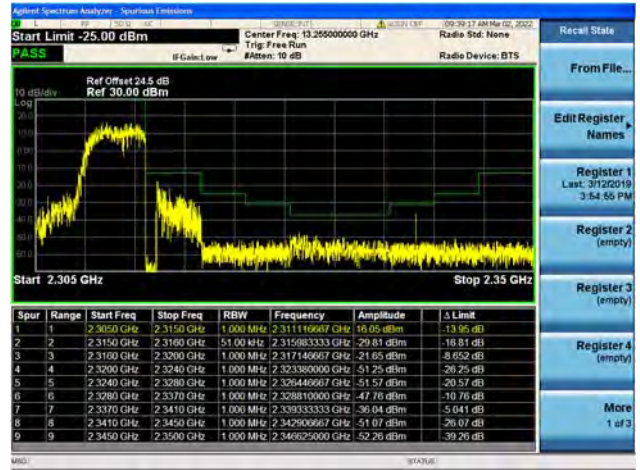 Agilent Spectrum Analyzer - Spurious Emissions
09:39:17 AM Mar 02, 2022
Start Limit -25.00 dBm
Center Freq: 13.255000000 GHz
Radio Std: None
Trig: Free Run
PASS
IFGain:Low
#Atten: 10 dB
Radio Device: BTS
Ref Offset 24.5 dB
10 dB/div
Ref 30.00 dBm
Log
20.0
10.0
Start 2.305 GHz
Stop 2.35 GHz
Spur Range Start Freq Stop Freq RBW Frequency Amplitude Δ Limit
1 1 2.3050 GHz 2.3150 GHz 1.000 MHz 2.311116667 GHz 16.05 dBm -13.95 dB
2 2 2.3150 GHz 2.3160 GHz 51.00 kHz 2.315983333 GHz -29.81 dBm -16.81 dB
3 3 2.3160 GHz 2.3200 GHz 1.000 MHz 2.317146667 GHz -21.65 dBm -8.652 dB
4 4 2.3200 GHz 2.3240 GHz 1.000 MHz 2.323380000 GHz -51.25 dBm -26.25 dB
5 5 2.3240 GHz 2.3280 GHz 1.000 MHz 2.326446667 GHz -51.57 dBm -20.57 dB
6 6 2.3280 GHz 2.3370 GHz 1.000 MHz 2.328810000 GHz -47.76 dBm -10.76 dB
7 7 2.3370 GHz 2.3410 GHz 1.000 MHz 2.339333333 GHz -36.04 dBm -5.041 dB
8 8 2.3410 GHz 2.3450 GHz 1.000 MHz 2.342906667 GHz -51.07 dBm -26.07 dB
9 9 2.3450 GHz 2.3500 GHz 1.000 MHz 2.346625000 GHz -52.26 dBm -39.26 dB
MSG
STATUS
Recall State
From File...
Edit Register
Names
Register 1
Last: 3/12/2019
3:54:55 PM
Register 2
(empty)
Register 3
(empty)
Register 4
(empty)
More
1 of 3